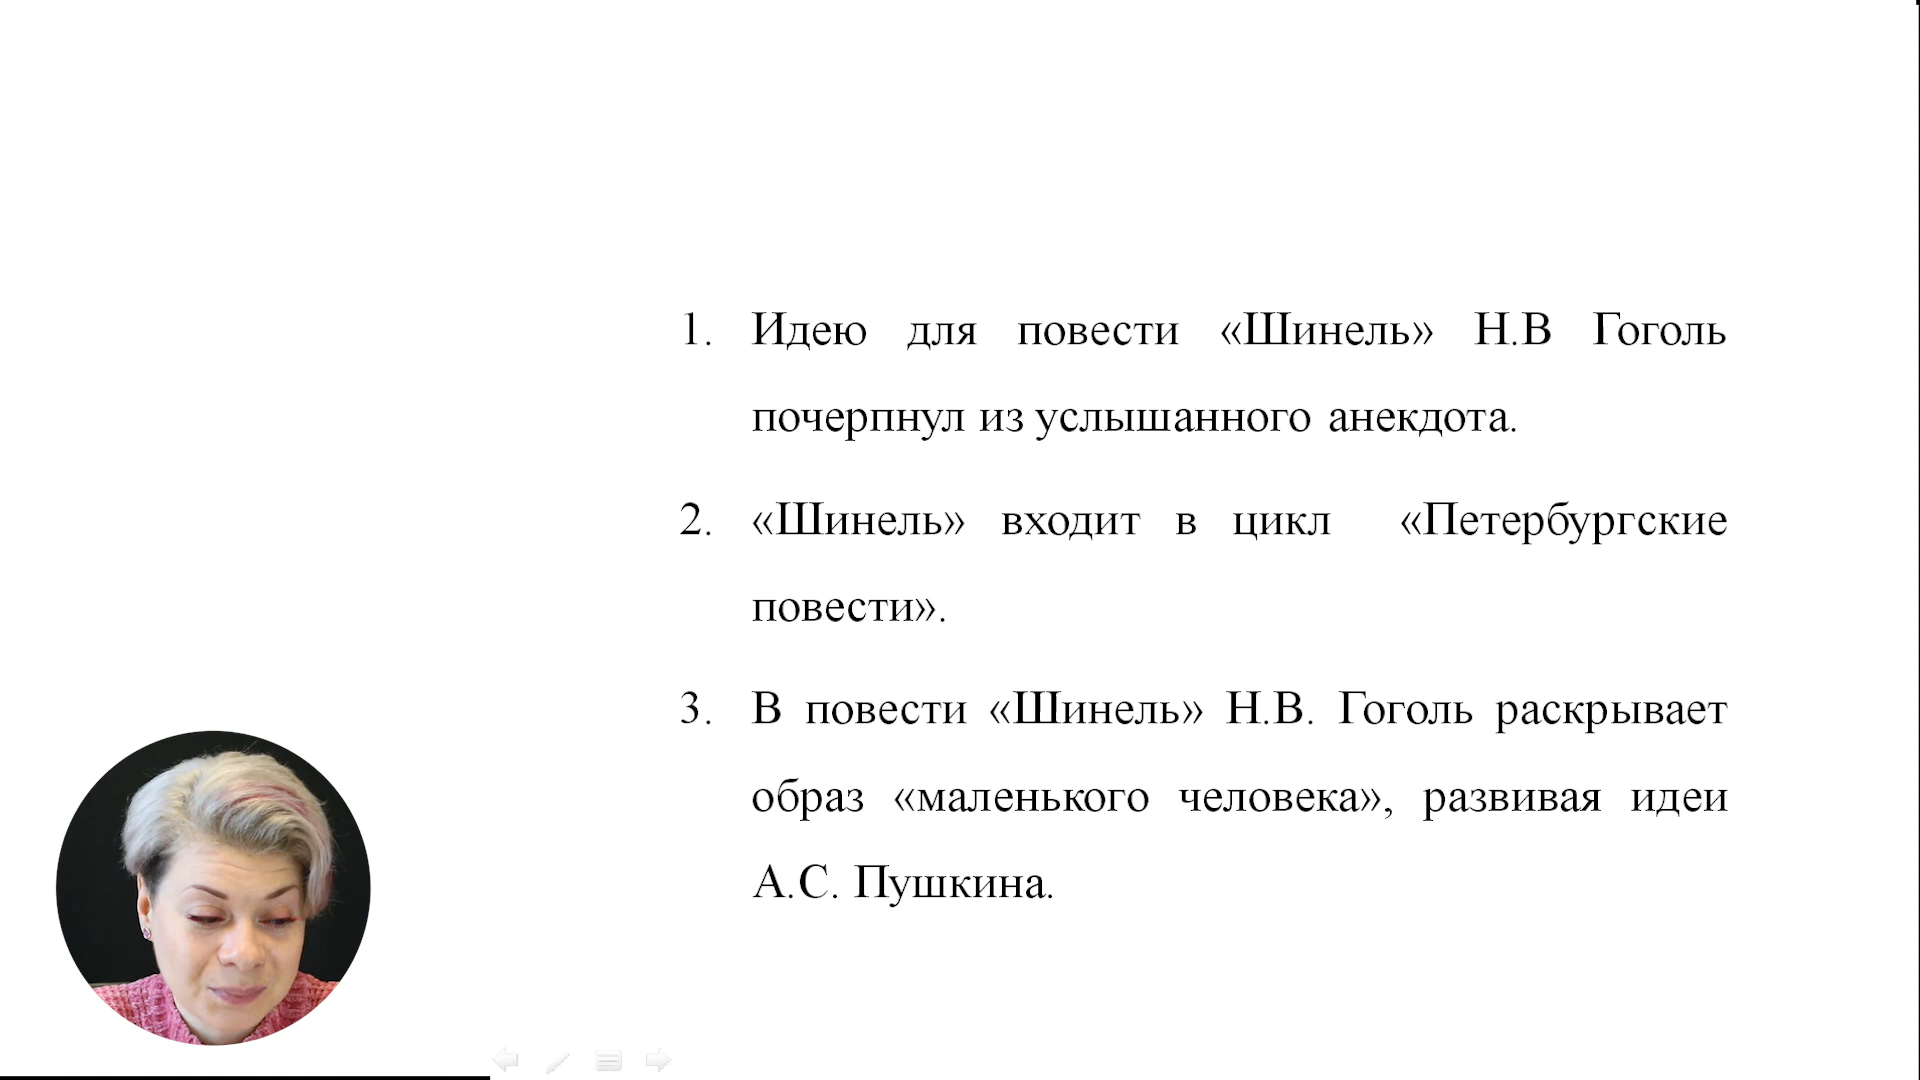 1. Идею для повести «Шинель» Н.В Гоголь
почерпнул из услышанного анекдота.
2. «Шинель» входит в цикл «Петербургские
повести».
3. В повести «Шинель» Н.В. Гоголь раскрывает
образ «маленького человека», развивая идеи
А.С. Пушкина.